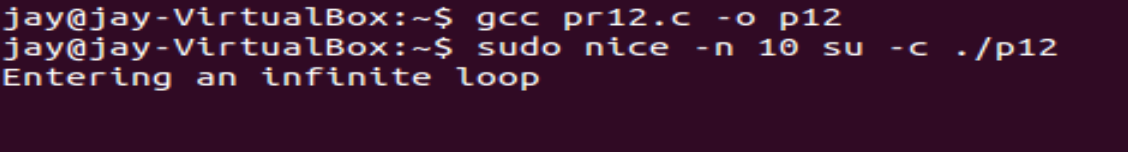 jay@jay-VirtualBox:~$ gcc pr12.c -o p12
jay@jay-VirtualBox:~$ sudo nice -n 10 su -c ./p12
Entering an infinite loop